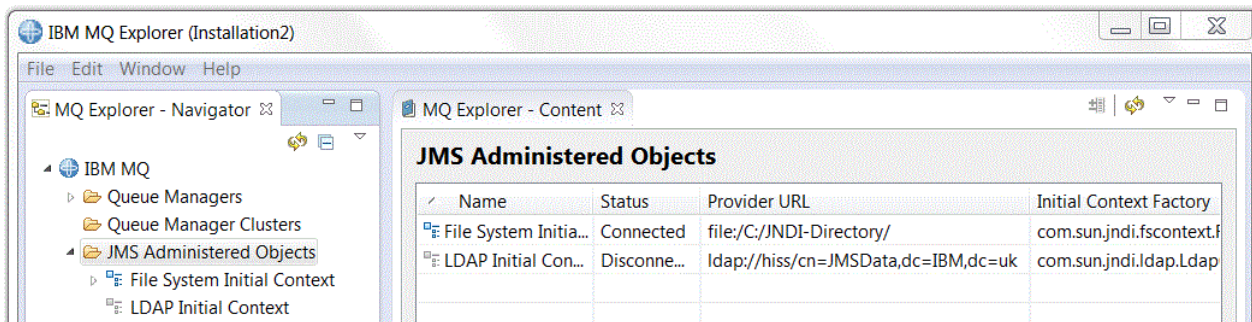 IBM MQ Explorer (Installation2)
File Edit Window Help
MQ Explorer - Navigator
IBM MQ
Queue Managers
Queue Manager Clusters
JMS Administered Objects
File System Initial Context
LDAP Initial Context
MQ Explorer - Content
JMS Administered Objects
Name Status Provider URL Initial Context Factory
File System Initia... Connected file:/C:/JNDI-Directory/ com.sun.jndi.fscontext.F
LDAP Initial Con... Disconne... ldap://hiss/cn=JMSData,dc=IBM,dc=uk com.sun.jndi.ldap.Ldap